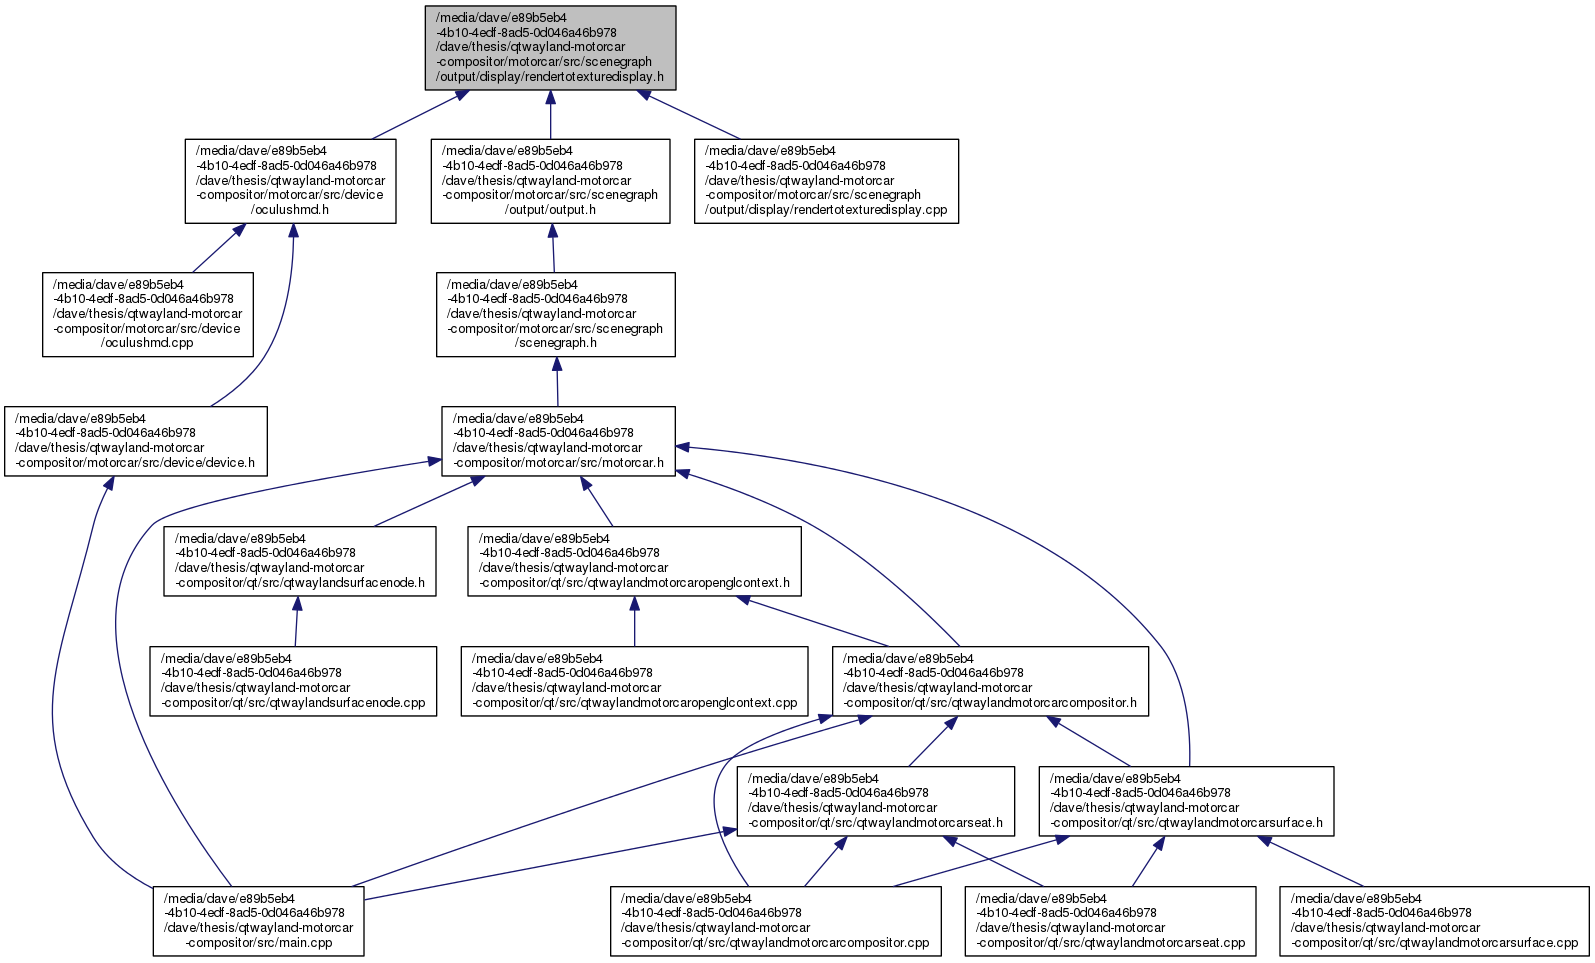 /media/dave/e89b5eb4
-4b10-4edf-8ad5-0d046a46b978
/dave/thesis/qtwayland-motorcar
-compositor/motorcar/src/scenegraph
/output/display/rendertotexturedisplay.h
/media/dave/e89b5eb4
-4b10-4edf-8ad5-0d046a46b978
/dave/thesis/qtwayland-motorcar
-compositor/motorcar/src/device
/oculushmd.h
/media/dave/e89b5eb4
-4b10-4edf-8ad5-0d046a46b978
/dave/thesis/qtwayland-motorcar
-compositor/motorcar/src/scenegraph
/output/output.h
/media/dave/e89b5eb4
-4b10-4edf-8ad5-0d046a46b978
/dave/thesis/qtwayland-motorcar
-compositor/motorcar/src/scenegraph
/output/display/rendertotexturedisplay.cpp
/media/dave/e89b5eb4
-4b10-4edf-8ad5-0d046a46b978
/dave/thesis/qtwayland-motorcar
-compositor/motorcar/src/device
/oculushmd.cpp
/media/dave/e89b5eb4
-4b10-4edf-8ad5-0d046a46b978
/dave/thesis/qtwayland-motorcar
-compositor/motorcar/src/scenegraph
/scenegraph.h
/media/dave/e89b5eb4
-4b10-4edf-8ad5-0d046a46b978
/dave/thesis/qtwayland-motorcar
-compositor/motorcar/src/device/device.h
/media/dave/e89b5eb4
-4b10-4edf-8ad5-0d046a46b978
/dave/thesis/qtwayland-motorcar
-compositor/motorcar/src/motorcar.h
/media/dave/e89b5eb4
-4b10-4edf-8ad5-0d046a46b978
/dave/thesis/qtwayland-motorcar
-compositor/qt/src/qtwaylandsurfacenode.h
/media/dave/e89b5eb4
-4b10-4edf-8ad5-0d046a46b978
/dave/thesis/qtwayland-motorcar
-compositor/qt/src/qtwaylandmotorcaropenglcontext.h
/media/dave/e89b5eb4
-4b10-4edf-8ad5-0d046a46b978
/dave/thesis/qtwayland-motorcar
-compositor/qt/src/qtwaylandsurfacenode.cpp
/media/dave/e89b5eb4
-4b10-4edf-8ad5-0d046a46b978
/dave/thesis/qtwayland-motorcar
-compositor/qt/src/qtwaylandmotorcaropenglcontext.cpp
/media/dave/e89b5eb4
-4b10-4edf-8ad5-0d046a46b978
/dave/thesis/qtwayland-motorcar
-compositor/qt/src/qtwaylandmotorcarcompositor.h
/media/dave/e89b5eb4
-4b10-4edf-8ad5-0d046a46b978
/dave/thesis/qtwayland-motorcar
-compositor/qt/src/qtwaylandmotorcarseat.h
/media/dave/e89b5eb4
-4b10-4edf-8ad5-0d046a46b978
/dave/thesis/qtwayland-motorcar
-compositor/qt/src/qtwaylandmotorcarsurface.h
/media/dave/e89b5eb4
-4b10-4edf-8ad5-0d046a46b978
/dave/thesis/qtwayland-motorcar
-compositor/src/main.cpp
/media/dave/e89b5eb4
-4b10-4edf-8ad5-0d046a46b978
/dave/thesis/qtwayland-motorcar
-compositor/qt/src/qtwaylandmotorcarcompositor.cpp
/media/dave/e89b5eb4
-4b10-4edf-8ad5-0d046a46b978
/dave/thesis/qtwayland-motorcar
-compositor/qt/src/qtwaylandmotorcarseat.cpp
/media/dave/e89b5eb4
-4b10-4edf-8ad5-0d046a46b978
/dave/thesis/qtwayland-motorcar
-compositor/qt/src/qtwaylandmotorcarsurface.cpp